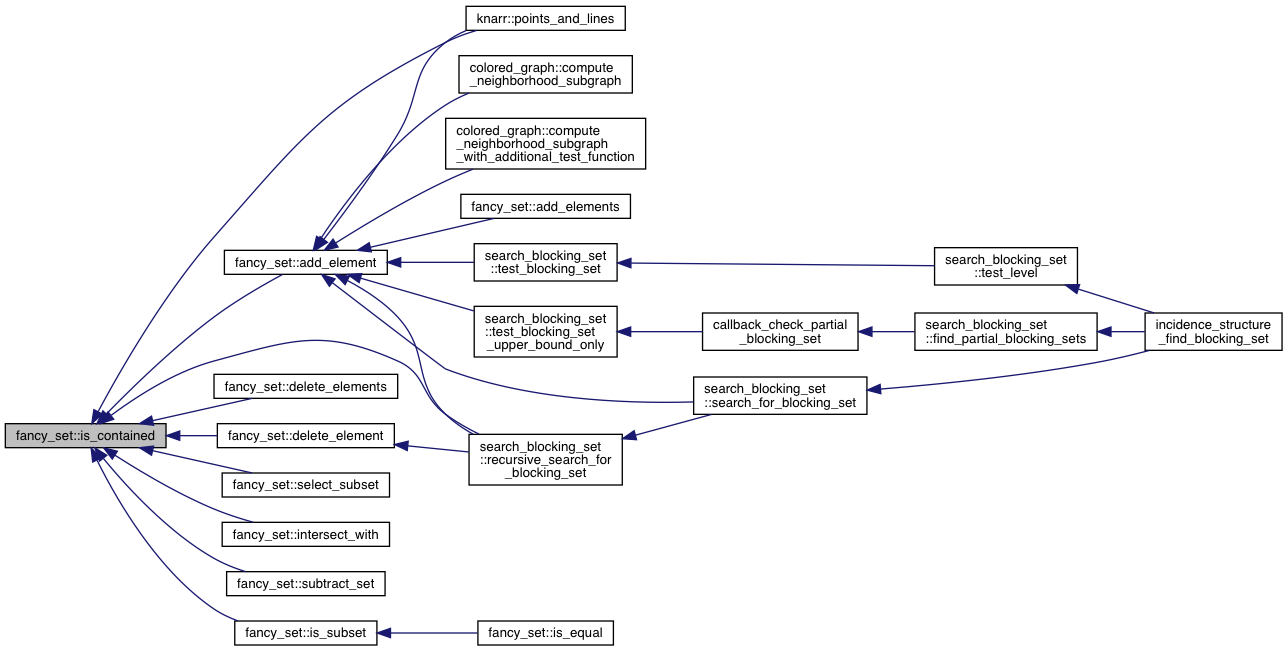 knarr::points_and_lines
colored_graph::compute
_neighborhood_subgraph
colored_graph::compute
_neighborhood_subgraph
_with_additional_test_function
fancy_set::add_elements
fancy_set::add_element
search_blocking_set
::test_blocking_set
search_blocking_set
::test_level
search_blocking_set
::test_blocking_set
_upper_bound_only
callback_check_partial
_blocking_set
search_blocking_set
::find_partial_blocking_sets
incidence_structure
_find_blocking_set
fancy_set::delete_elements
search_blocking_set
::search_for_blocking_set
fancy_set::is_contained
fancy_set::delete_element
search_blocking_set
::recursive_search_for
_blocking_set
fancy_set::select_subset
fancy_set::intersect_with
fancy_set::subtract_set
fancy_set::is_subset
fancy_set::is_equal